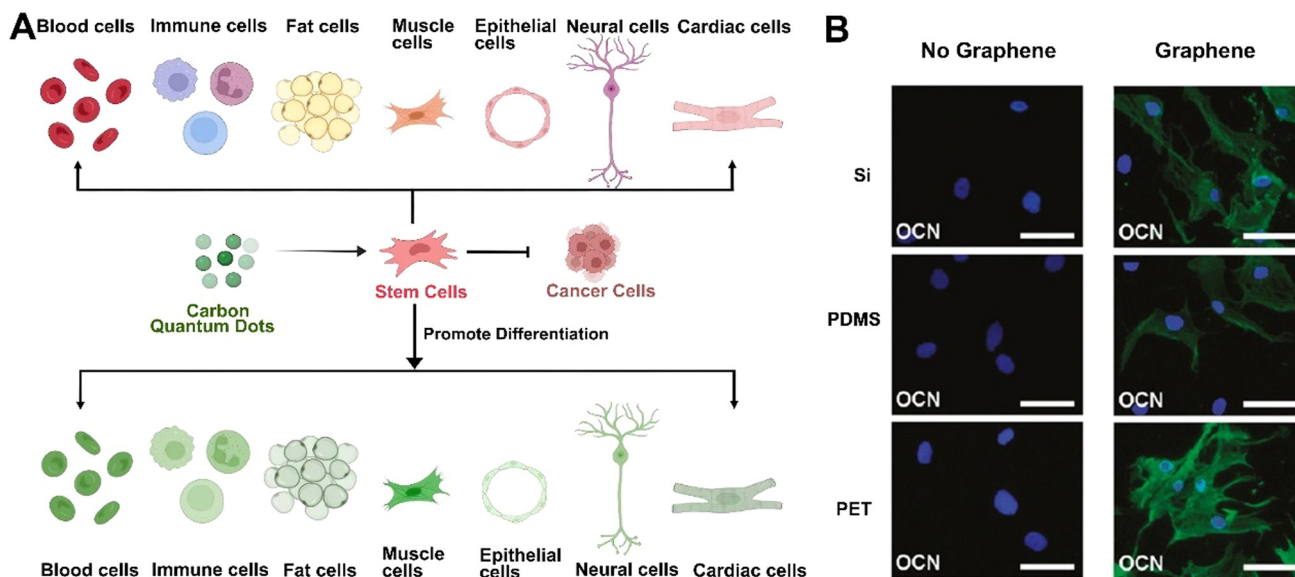 A
Blood cells
Immune cells
Fat cells
Muscle
cells
Epithelial
cells
Neural cells
Cardiac cells
Carbon
Quantum Dots
Stem Cells
Cancer Cells
Promote Differentiation
Blood cells
Immune cells
Fat cells
Muscle
cells
Epithelial
cells
Neural cells
Cardiac cells
B
No Graphene
Graphene
Si
OCN
OCN
PDMS
OCN
OCN
PET
OCN
OCN